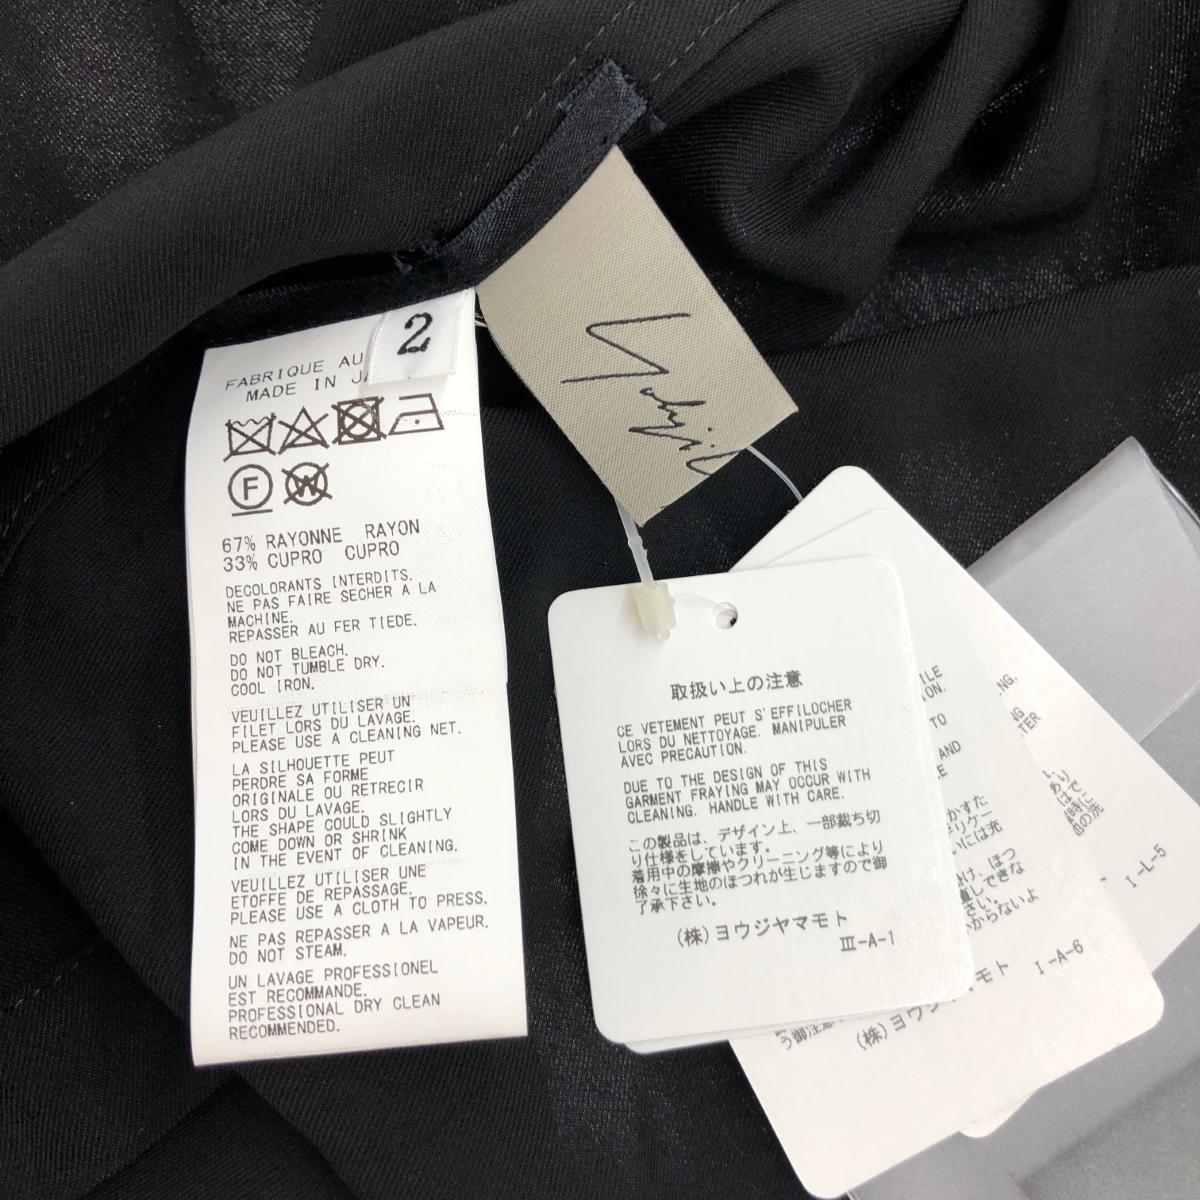 2
FABRIQUE AU
MADE IN
F
W
67% RAYONNE RAYON
33% CUPRO CUPRO
DECOLORANTS INTERDITS.
NE PAS FAIRE SECHER A LA
MACHINE.
REPASSER AU FER TIEDE.
DO NOT BLEACH.
DO NOT TUMBLE DRY.
COOL IRON.
VEUILLEZ UTILISER UN
FILET LORS DU LAVAGE.
PLEASE USE A CLEANING NET.
LA SILHOUETTE PEUT
PERDRE SA FORME
ORIGINALE OU RETRECIR
LORS DU LAVAGE.
THE SHAPE COULD SLIGHTLY
COME DOWN OR SHRINK
IN THE EVENT OF CLEANING.
VEUILLEZ UTILISER UNE
ETOFFE DE REPASSAGE.
PLEASE USE A CLOTH TO PRESS.
NE PAS REPASSER A LA VAPEUR.
DO NOT STEAM.
UN LAVAGE PROFESSIONEL
EST RECOMMANDE.
PROFESSIONAL DRY CLEAN
RECOMMENDED.
Yohji
取扱い上の注意
CE VETEMENT PEUT S'EFFILOCHER
LORS DU NETTOYAGE. MANIPULER
AVEC PRECAUTION.
DUE TO THE DESIGN OF THIS
GARMENT FRAYING MAY OCCUR WITH
CLEANING. HANDLE WITH CARE.
この製品は、デザイン上、一部裁ち切
り仕様をしています。
着用中の摩擦やクリーニング等により
徐々に生地のほつれが生じますので御
了承下さい。
(株)ヨウジヤマモト
III-A-1
TO
AND
(株)ヨウジ
モト
I-A-6
I-L-5